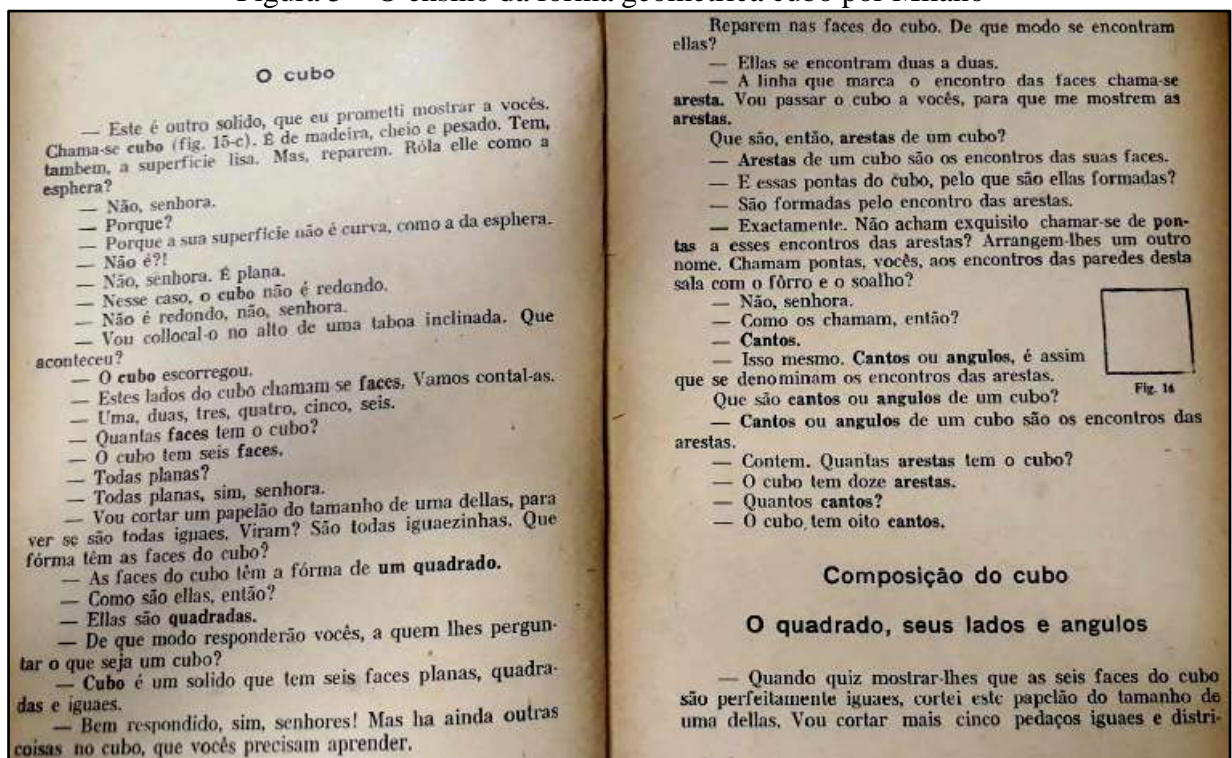 Figura 3 – O ensino da forma geométrica cubo por Milano
O cubo
— Este é outro solido, que eu prometti mostrar a vocês.
Chama-se cubo (fig. 15-c). É de madeira, cheio e pesado. Tem,
tambem, a superficie lisa. Mas, reparem. Róla elle como a
esphera?
— Não, senhora.
— Porque?
— Porque a sua superficie não é curva, como a da esphera.
— Não é?!
— Não, senhora. É plana.
— Nesse caso, o cubo não é redondo.
— Não é redondo, não, senhora.
— Vou collocal-o no alto de uma taboa inclinada. Que
aconteceu?
— O cubo escorregou.
— Estes lados do cubo chamam-se faces. Vamos contal-as.
— Uma, duas, tres, quatro, cinco, seis.
— Quantas faces tem o cubo?
— O cubo tem seis faces.
— Todas planas?
— Todas planas, sim, senhora.
— Vou cortar um papelão do tamanho de uma dellas, para
ver se são todas iguaes. Viram? São todas iguaezinhas. Que
fórma têm as faces do cubo?
— As faces do cubo têm a fórma de um quadrado.
— Como são ellas, então?
— Ellas são quadradas.
— De que modo responderão vocês, a quem lhes pergun-
tar o que seja um cubo?
— Cubo é um solido que tem seis faces planas, quadra-
das e iguaes.
— Bem respondido, sim, senhores! Mas ha ainda outras
coisas no cubo, que vocês precisam aprender.
Reparem nas faces do cubo. De que modo se encontram
ellas?
— Ellas se encontram duas a duas.
— A linha que marca o encontro das faces chama-se
aresta. Vou passar o cubo a vocês, para que me mostrem as
arestas.
Que são, então, arestas de um cubo?
— Arestas de um cubo são os encontros das suas faces.
— E essas pontas do cubo, pelo que são ellas formadas?
— São formadas pelo encontro das arestas.
— Exactamente. Não acham exquisito chamar-se de pon-
tas a esses encontros das arestas? Arrangem-lhes um outro
nome. Chamam pontas, vocês, aos encontros das paredes desta
sala com o fôrro e o soalho?
— Não, senhora.
— Como os chamam, então?
— Cantos.
— Isso mesmo. Cantos ou angulos, é assim
que se denominam os encontros das arestas.
Fig. 16
Que são cantos ou angulos de um cubo?
— Cantos ou angulos de um cubo são os encontros das
arestas.
— Contem. Quantas arestas tem o cubo?
— O cubo tem doze arestas.
— Quantos cantos?
— O cubo tem oito cantos.
Composição do cubo
O quadrado, seus lados e angulos
— Quando quiz mostrar-lhes que as seis faces do cubo
são perfeitamente iguaes, cortei este papelão do tamanho de
uma dellas. Vou cortar mais cinco pedaços iguaes e distri-